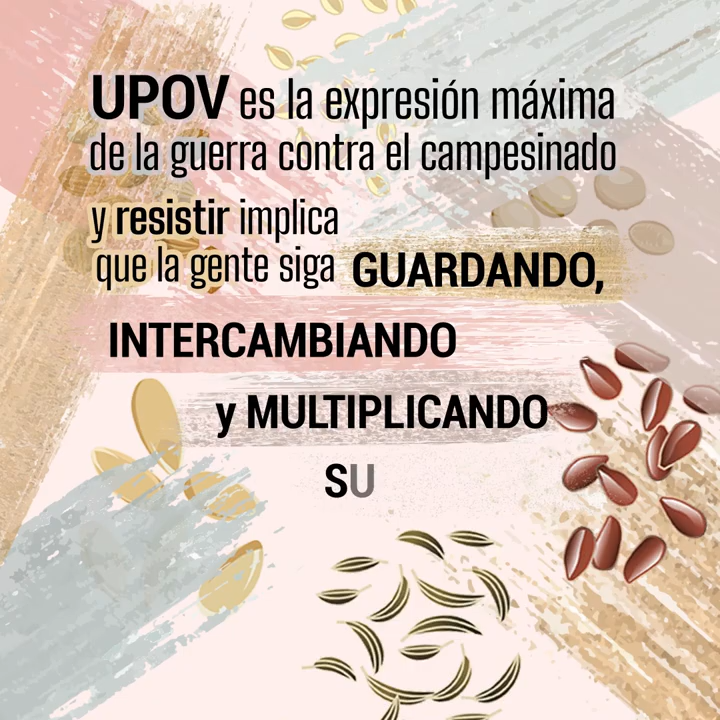 UPOV es la expresión máxima
de la guerra contra el campesinado
y resistir implica
que la gente siga GUARDANDO,
INTERCAMBIANDO
y MULTIPLICANDO
SU